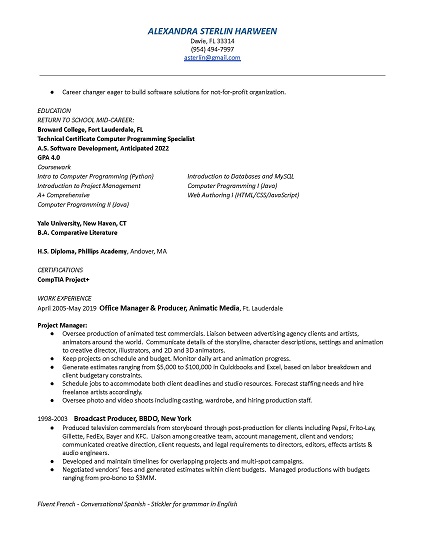 ALEXANDRA STERLIN HARWEEN
Davie, FL 33314
(954) 494-7997
asterlin@gmail.com
● Career changer eager to build software solutions for not-for-profit organization.
EDUCATION
RETURN TO SCHOOL MID-CAREER:
Broward College, Fort Lauderdale, FL
Technical Certificate Computer Programming Specialist
A.S. Software Development, Anticipated 2022
GPA 4.0
Coursework
Intro to Computer Programming (Python) Introduction to Databases and MySQL
Introduction to Project Management Computer Programming I (Java)
A+ Comprehensive Web Authoring I (HTML/CSS/JavaScript)
Computer Programming II (Java)
Yale University, New Haven, CT
B.A. Comparative Literature
H.S. Diploma, Phillips Academy, Andover, MA
CERTIFICATIONS
CompTIA Project+
WORK EXPERIENCE
April 2005-May 2019 Office Manager & Producer, Animatic Media, Ft. Lauderdale
Project Manager:
● Oversee production of animated test commercials. Liaison between advertising agency clients and artists,
animators around the world. Communicate details of the storyline, character descriptions, settings and animation
to creative director, illustrators, and 2D and 3D animators.
● Keep projects on schedule and budget. Monitor daily art and animation progress.
● Generate estimates ranging from $5,000 to $100,000 in Quickbooks and Excel, based on labor breakdown and
client budgetary constraints.
● Schedule jobs to accommodate both client deadlines and studio resources. Forecast staffing needs and hire
freelance artists accordingly.
● Oversee photo and video shoots including casting, wardrobe, and hiring production staff.
1998-2003 Broadcast Producer, BBDO, New York
● Produced television commercials from storyboard through post-production for clients including Pepsi, Frito-Lay,
Gillette, FedEx, Bayer and KFC. Liaison among creative team, account management, client and vendors;
communicated creative direction, client requests, and legal requirements to directors, editors, effects artists &
audio engineers.
● Developed and maintain timelines for overlapping projects and multi-spot campaigns.
● Negotiated vendors' fees and generated estimates within client budgets. Managed productions with budgets
ranging from pro-bono to $3MM.
Fluent French - Conversational Spanish - Stickler for grammar in English